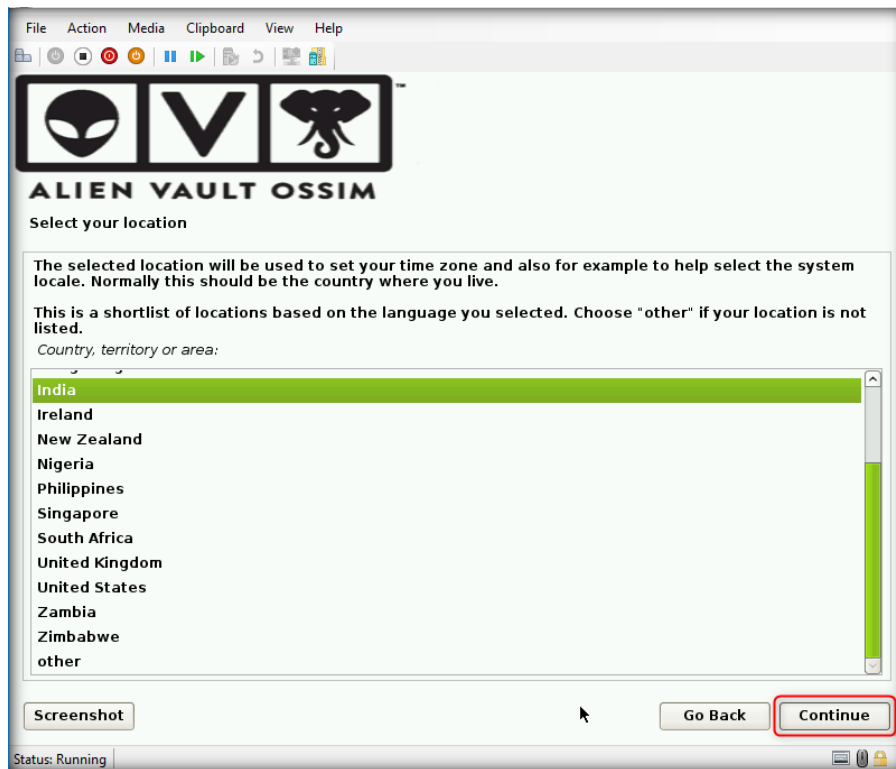 File Action Media Clipboard View Help
V ™
ALIEN VAULT OSSIM
Select your location
The selected location will be used to set your time zone and also for example to help select the system
locale. Normally this should be the country where you live.
This is a shortlist of locations based on the language you selected. Choose "other" if your location is not
listed.
Country, territory or area:
India
Ireland
New Zealand
Nigeria
Philippines
Singapore
South Africa
United Kingdom
United States
Zambia
Zimbabwe
other
Screenshot Go Back Continue
Status: Running